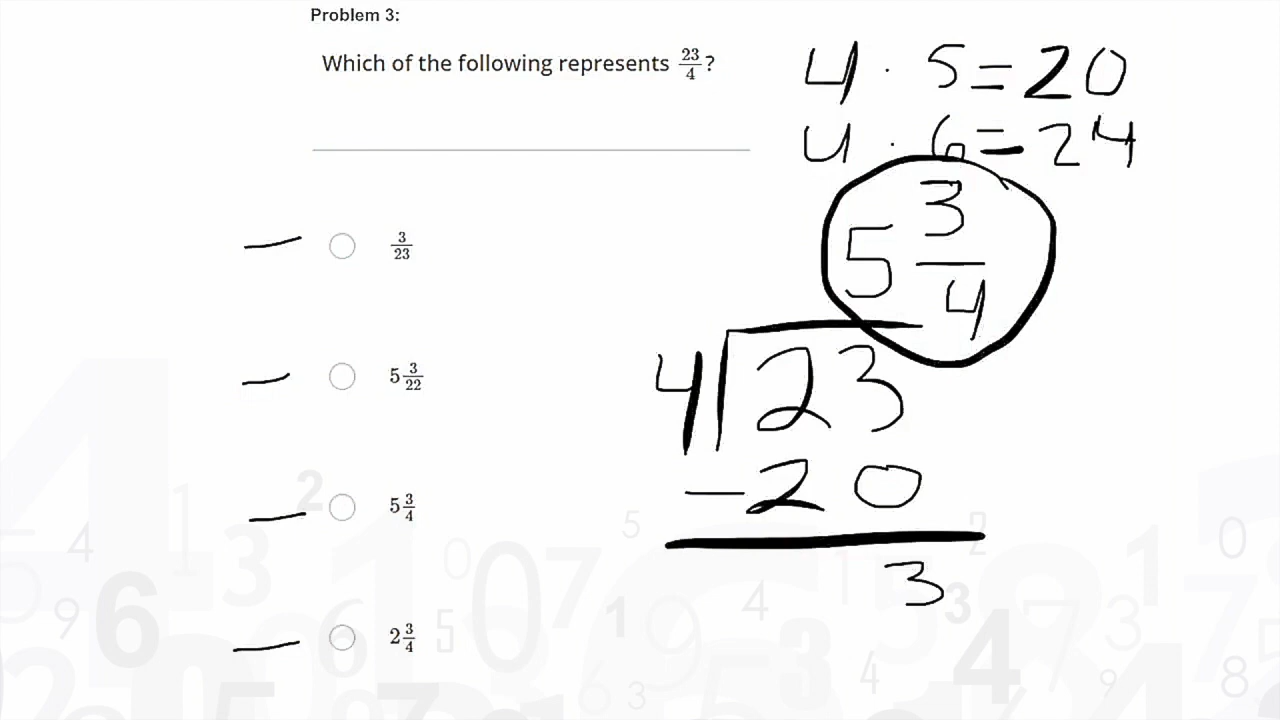 Problem 3:
Which of the following represents 23/4?
4 · 5 = 20
4 · 6 = 24
5 3/4
4 23
- 20
3
3/23
5 3/22
5 3/4
2 3/4